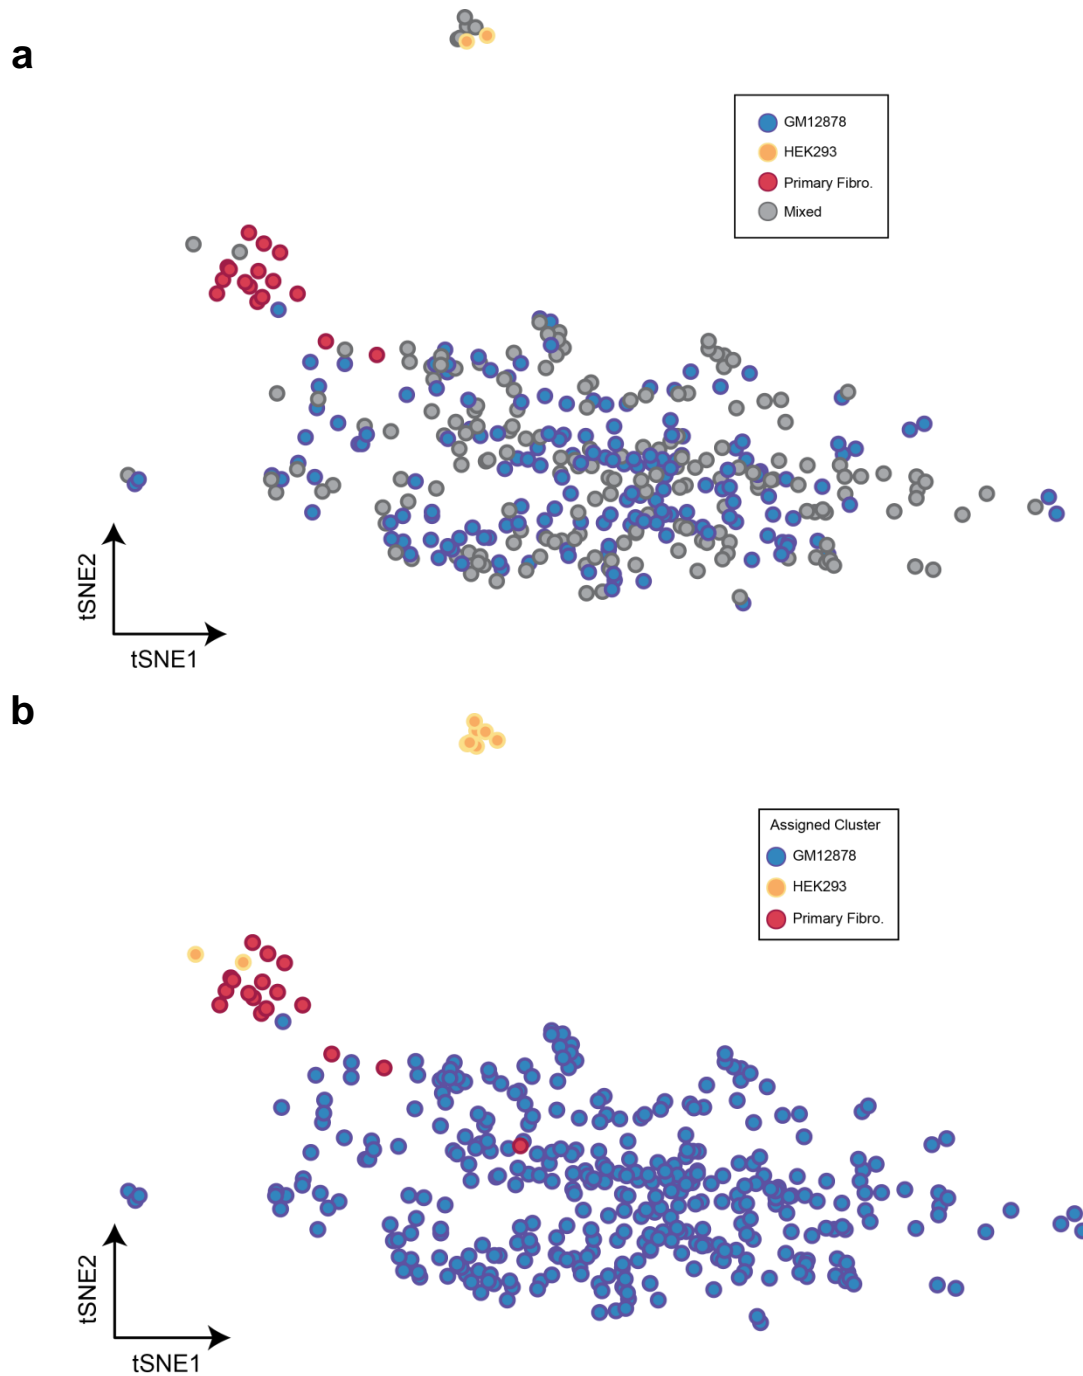 a
GM12878
HEK293
Primary Fibro.
Mixed
tSNE2
tSNE1
b
Assigned Cluster
GM12878
HEK293
Primary Fibro.
tSNE2
tSNE1